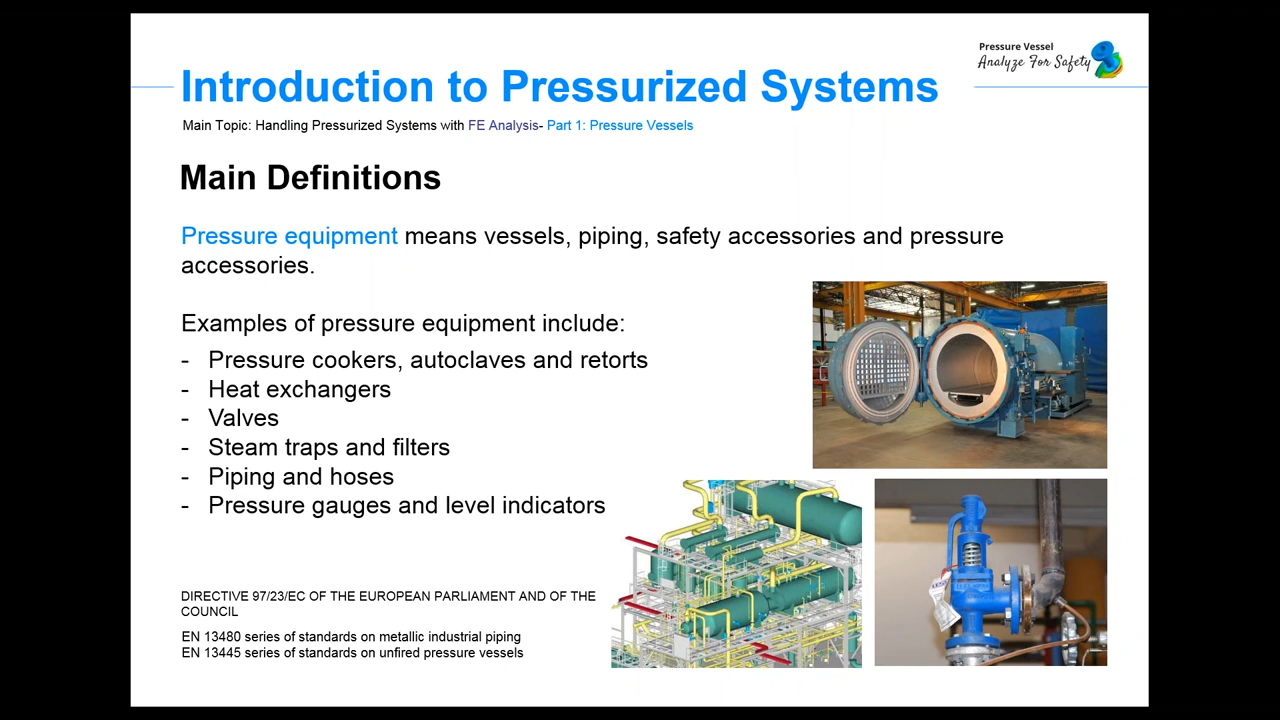 Pressure Vessel
Analyze For Safety
Introduction to Pressurized Systems
Main Topic: Handling Pressurized Systems with FE Analysis- Part 1: Pressure Vessels
Main Definitions
Pressure equipment means vessels, piping, safety accessories and pressure
accessories.
Examples of pressure equipment include:
- Pressure cookers, autoclaves and retorts
- Heat exchangers
- Valves
- Steam traps and filters
- Piping and hoses
- Pressure gauges and level indicators
DIRECTIVE 97/23/EC OF THE EUROPEAN PARLIAMENT AND OF THE
COUNCIL
EN 13480 series of standards on metallic industrial piping
EN 13445 series of standards on unfired pressure vessels